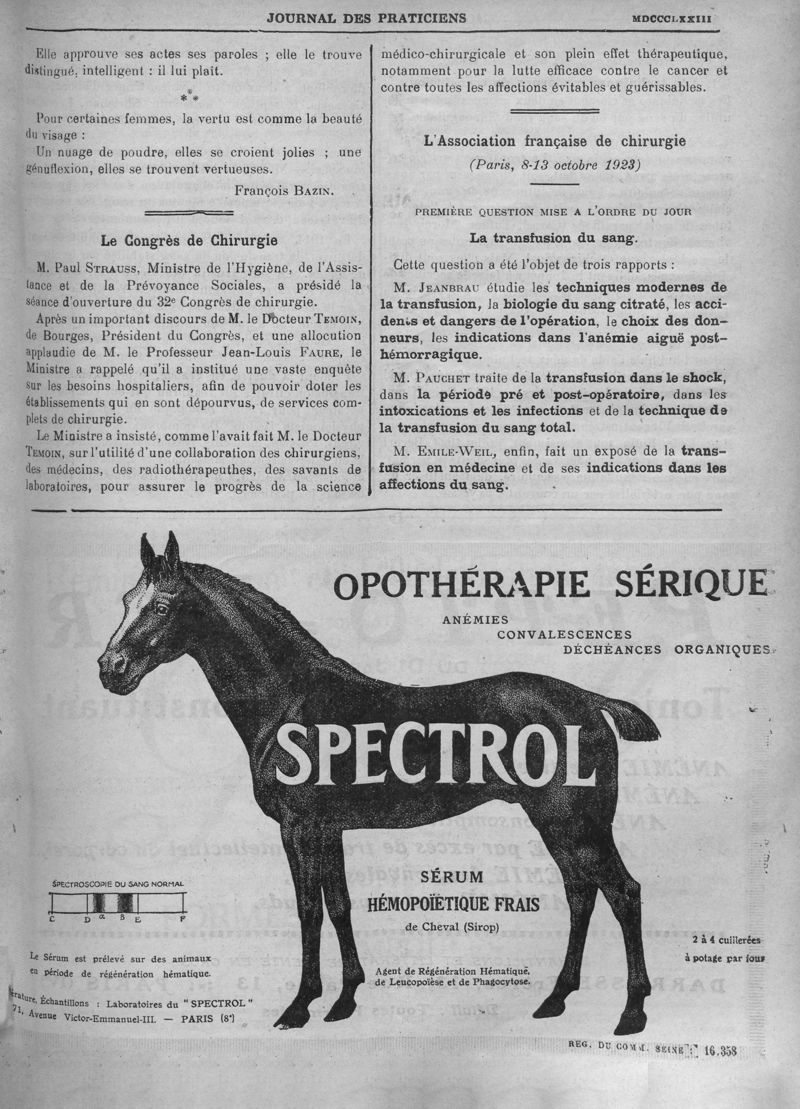 JOURNAL DES PRATICIENS
MDCCCLXXIII
Elle approuve ses actes ses paroles ; elle le trouve
distingué, intelligent : il lui plait.
***
Pour certaines femmes, la vertu est comme la beauté
du visage :
Un nuage de poudre, elles se croient jolies ; une
génuflexion, elles se trouvent vertueuses.
François BAZIN.
Le Congrès de Chirurgie
M. Paul STRAUSS, Ministre de l'Hygiène, de l'Assis-
tance et de la Prévoyance Sociales, a présidé la
séance d'ouverture du 32e Congrès de chirurgie.
Après un important discours de M. le Docteur TEMOIN,
de Bourges, Président du Congrès, et une allocution
applaudie de M. le Professeur Jean-Louis FAURE, le
Ministre a rappelé qu'il a institué une vaste enquête
sur les besoins hospitaliers, afin de pouvoir doter les
établissements qui en sont dépourvus, de services com-
plets de chirurgie.
Le Ministre a insisté, comme l'avait fait M. le Docteur
TEMOIN, sur l'utilité d'une collaboration des chirurgiens,
des médecins, des radiothérapeuthes, des savants de
laboratoires, pour assurer le progrès de la science
médico-chirurgicale et son plein effet thérapeutique,
notamment pour la lutte efficace contre le cancer et
contre toutes les affections évitables et guérissables.
L'Association française de chirurgie
(Paris, 8-13 octobre 1923)
PREMIÈRE QUESTION MISE A L'ORDRE DU JOUR
La transfusion du sang.
Cette question a été l'objet de trois rapports :
M. JEANBRAU étudie les techniques modernes de
la transfusion, la biologie du sang citraté, les acci-
dents et dangers de l'opération, le choix des don-
neurs, les indications dans l'anémie aiguë post-
hémorragique.
M. PAUCHET traite de la transfusion dans le shock,
dans la période pré et post-opératoire, dans les
intoxications et les infections et de la technique de
la transfusion du sang total.
M. EMILE-WEIL, enfin, fait un exposé de la trans-
fusion en médecine et de ses indications dans les
affections du sang.
OPOTHÉRAPIE SÉRIQUE
ANÉMIES
CONVALESCENCES
DÉCHÉANCES ORGANIQUES
SPECTROL
SÉRUM
HÉMOPOÏÉTIQUE FRAIS
de Cheval (Sirop)
Agent de Régénération Hématique,
de Leucopoïèse et de Phagocytose.
SPECTROSCOPIE DU SANG NORMAL
C D α B E F
Le Sérum est prélevé sur des animaux
en période de régénération hématique.
Échantillons : Laboratoires du "SPECTROL"
71, Avenue Victor-Emmanuel-III. — PARIS (8e)
2 à 4 cuillerées
à potage par jour
REG. DU COMM. SEINE : 16.358